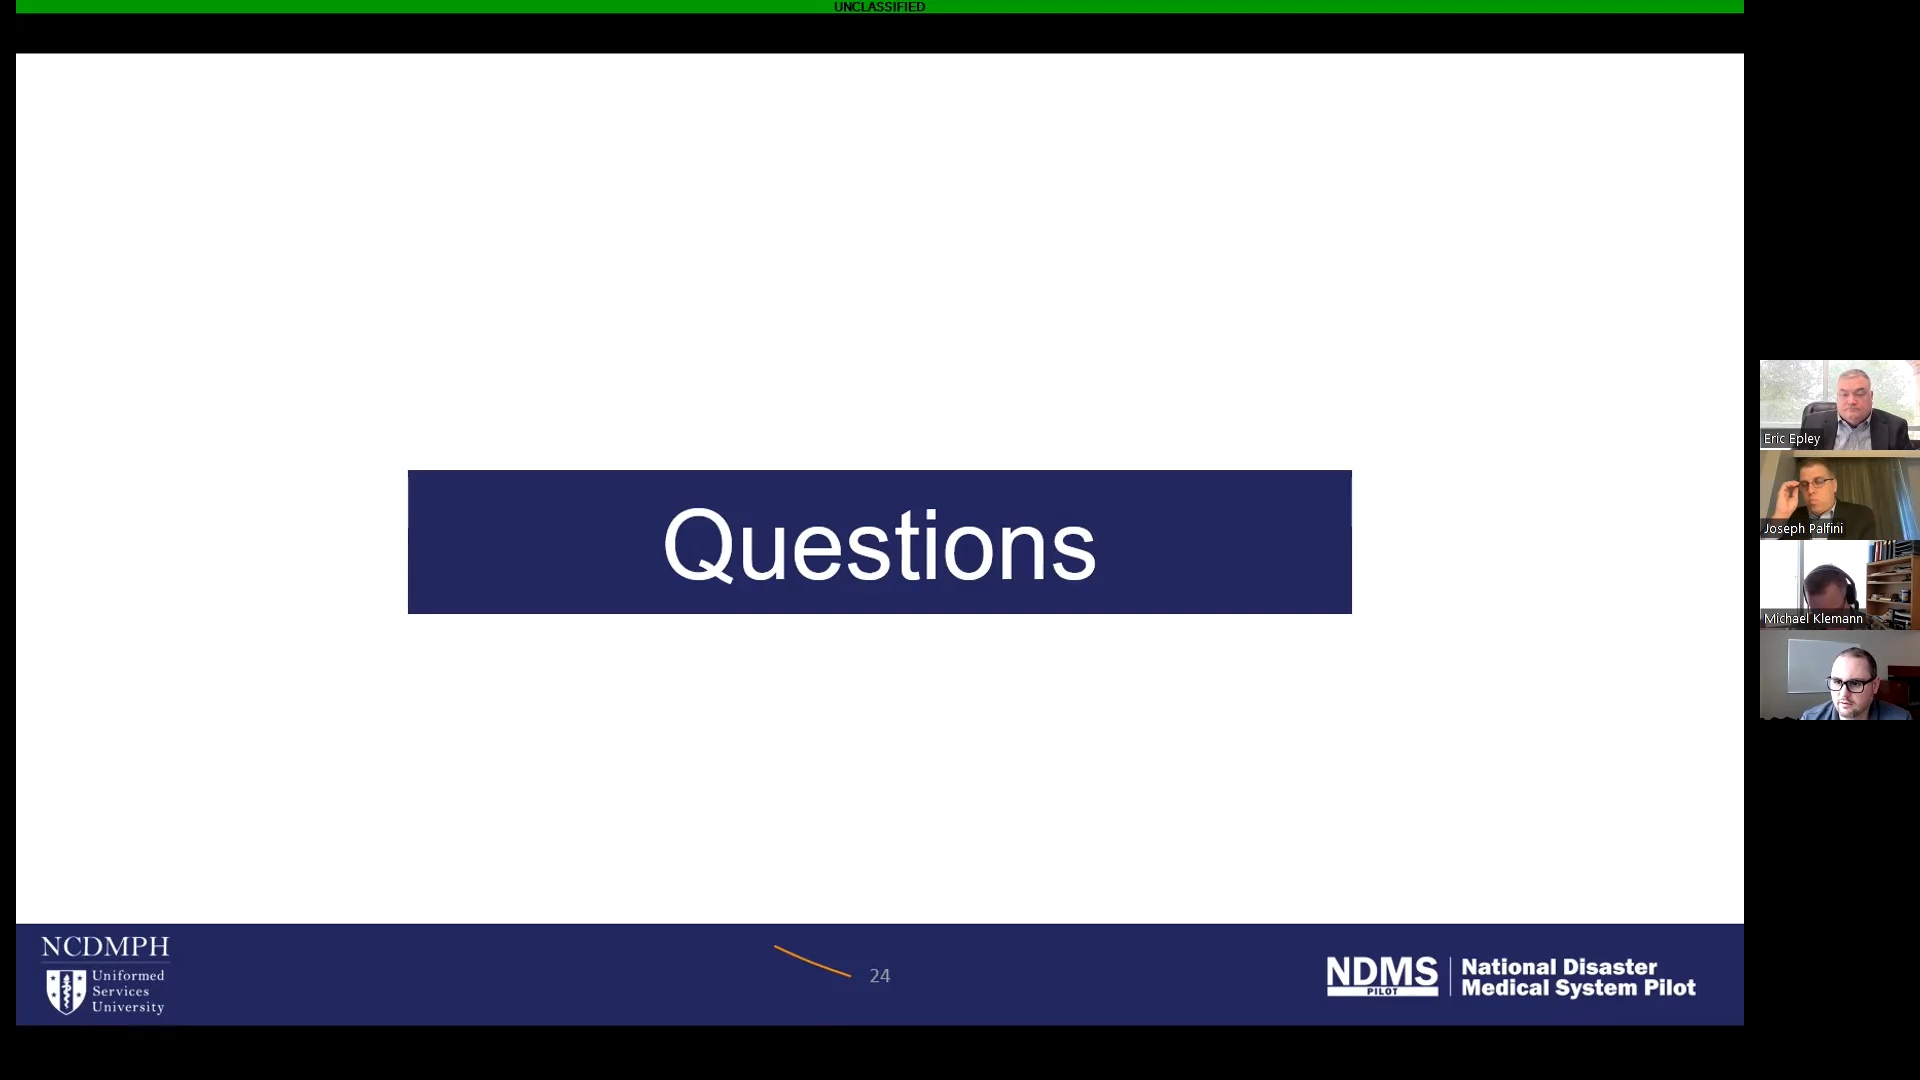 UNCLASSIFIED
Questions
Eric Epley
Joseph Palfini
Michael Klemann
NCDMPH
Uniformed
Services
University
24
NDMS
PILOT
National Disaster
Medical System Pilot